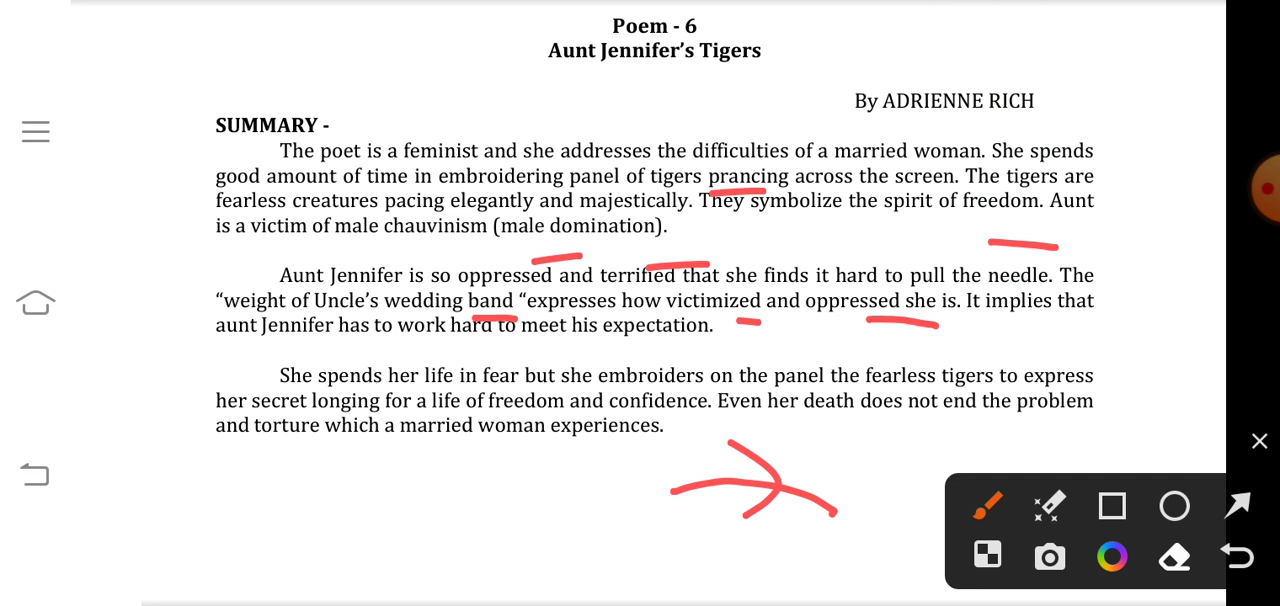 Poem - 6
Aunt Jennifer’s Tigers
By ADRIENNE RICH
SUMMARY -
The poet is a feminist and she addresses the difficulties of a married woman. She spends
good amount of time in embroidering panel of tigers prancing across the screen. The tigers are
fearless creatures pacing elegantly and majestically. They symbolize the spirit of freedom. Aunt
is a victim of male chauvinism (male domination).
Aunt Jennifer is so oppressed and terrified that she finds it hard to pull the needle. The
“weight of Uncle’s wedding band “expresses how victimized and oppressed she is. It implies that
aunt Jennifer has to work hard to meet his expectation.
She spends her life in fear but she embroiders on the panel the fearless tigers to express
her secret longing for a life of freedom and confidence. Even her death does not end the problem
and torture which a married woman experiences.